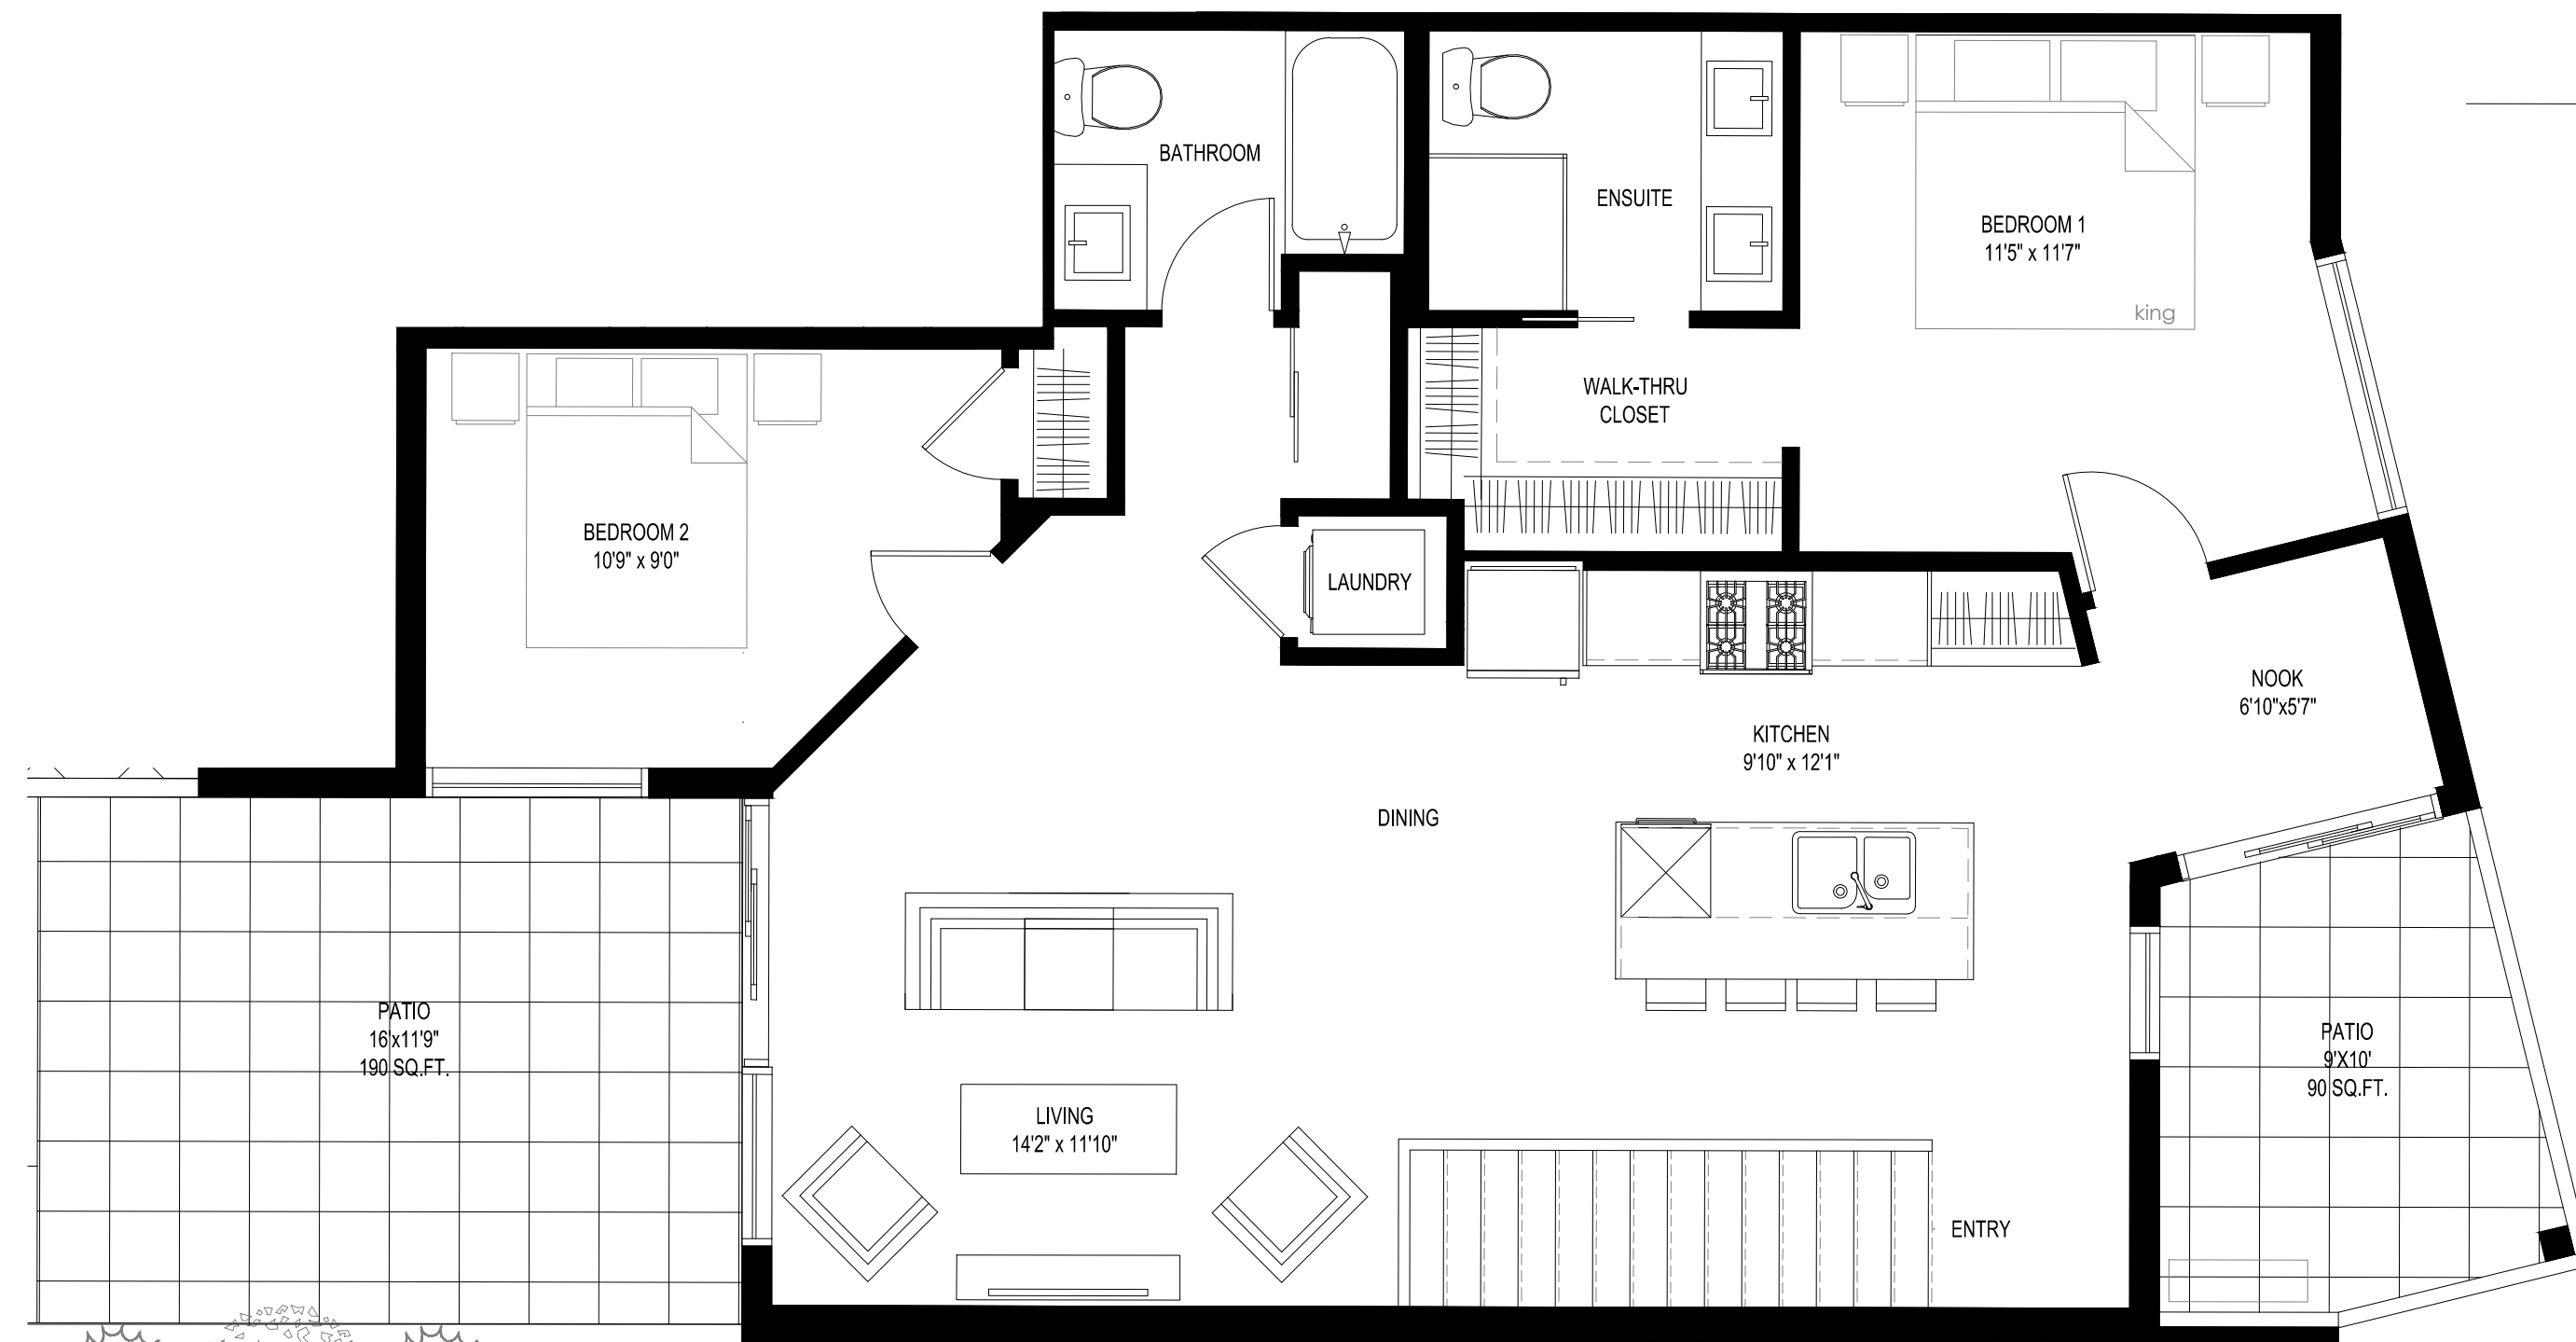 BATHROOM
ENSUITE
BEDROOM 1
11'5" x 11'7"
king
WALK-THRU
CLOSET
BEDROOM 2
10'9" x 9'0"
LAUNDRY
NOOK
6'10"x5'7"
KITCHEN
9'10" x 12'1"
DINING
PATIO
16'x11'9"
190 SQ.FT.
PATIO
9'X10'
90 SQ.FT.
LIVING
14'2" x 11'10"
ENTRY